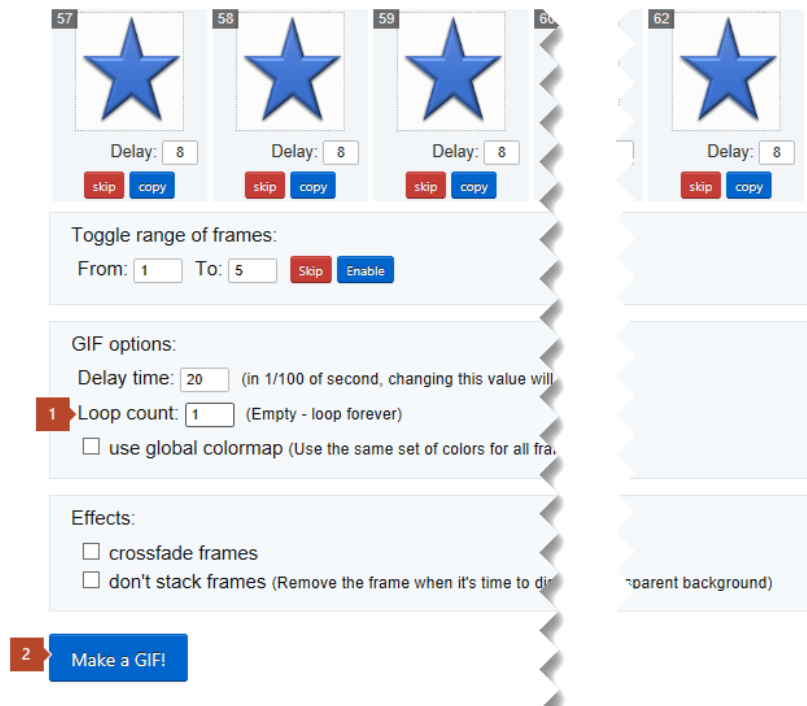 57 58 59 60 62
Delay: 8 Delay: 8 Delay: 8 Delay: 8
skip copy skip copy skip copy skip copy
Toggle range of frames:
From: 1 To: 5 Skip Enable
GIF options:
Delay time: 20 (in 1/100 of second, changing this value will
1 Loop count: 1 (Empty - loop forever)
use global colormap (Use the same set of colors for all
Effects:
crossfade frames
don't stack frames (Remove the frame when it's time to sparent background)
2 Make a GIF!